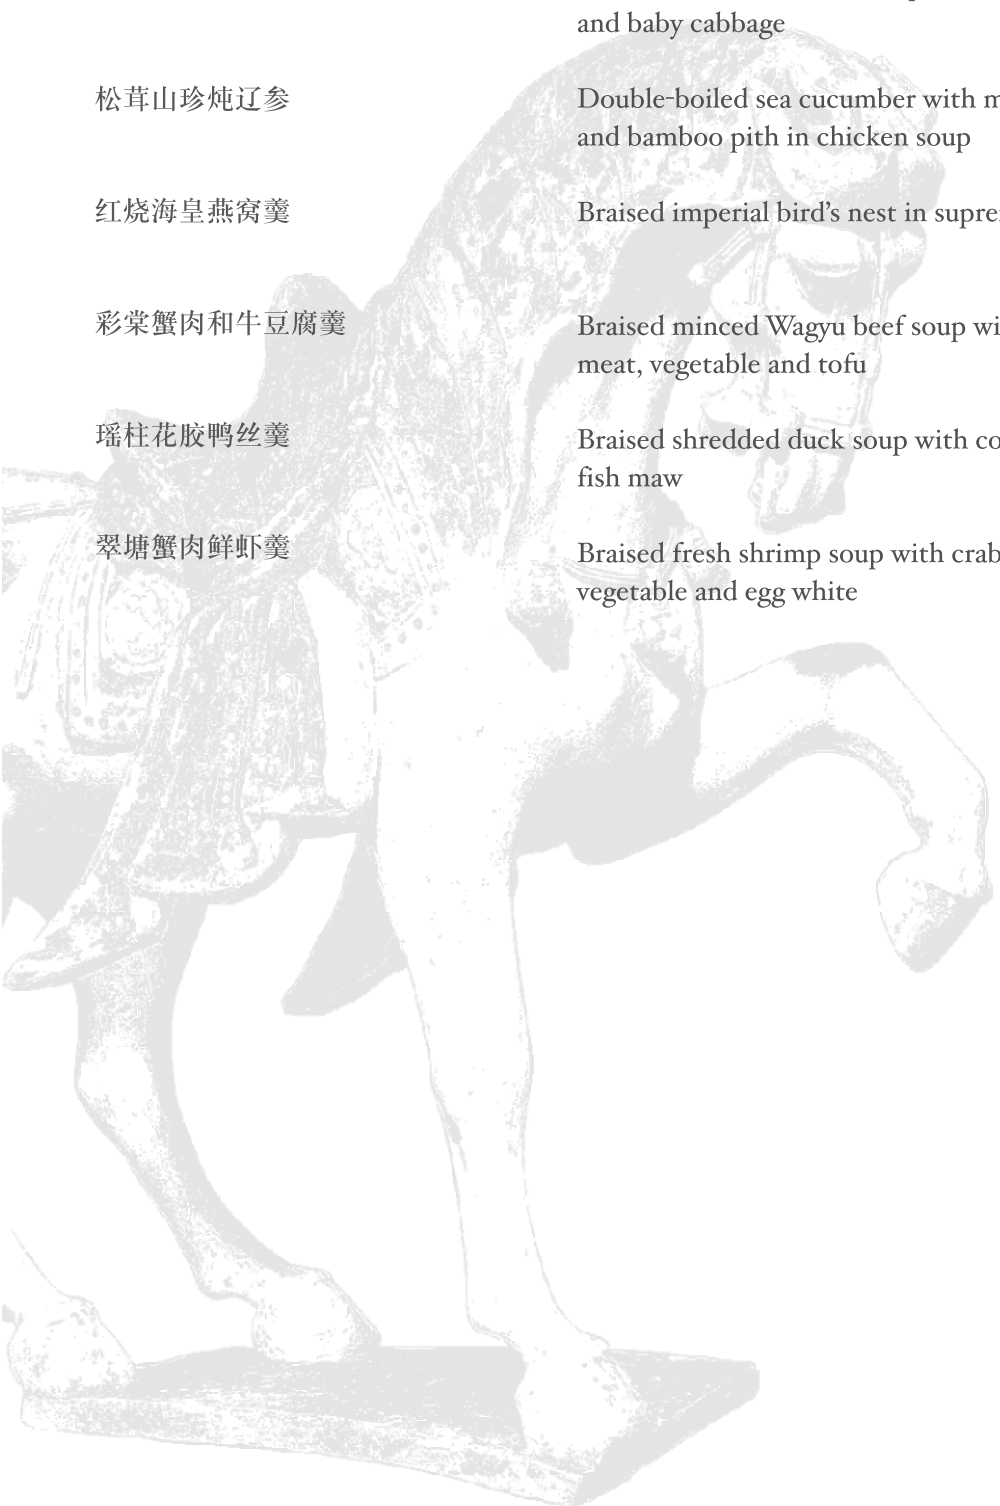 and baby cabbage
松茸山珍炖辽参
Double-boiled sea cucumber with
and bamboo pith in chicken soup
红烧海皇燕窝羹
Braised imperial bird’s nest in
彩棠蟹肉和牛豆腐羹
Braised minced Wagyu beef soup
meat, vegetable and tofu
瑶柱花胶鸭丝羹
Braised shredded duck soup with
fish maw
翠塘蟹肉鲜虾羹
Braised fresh shrimp soup with crab
vegetable and egg white